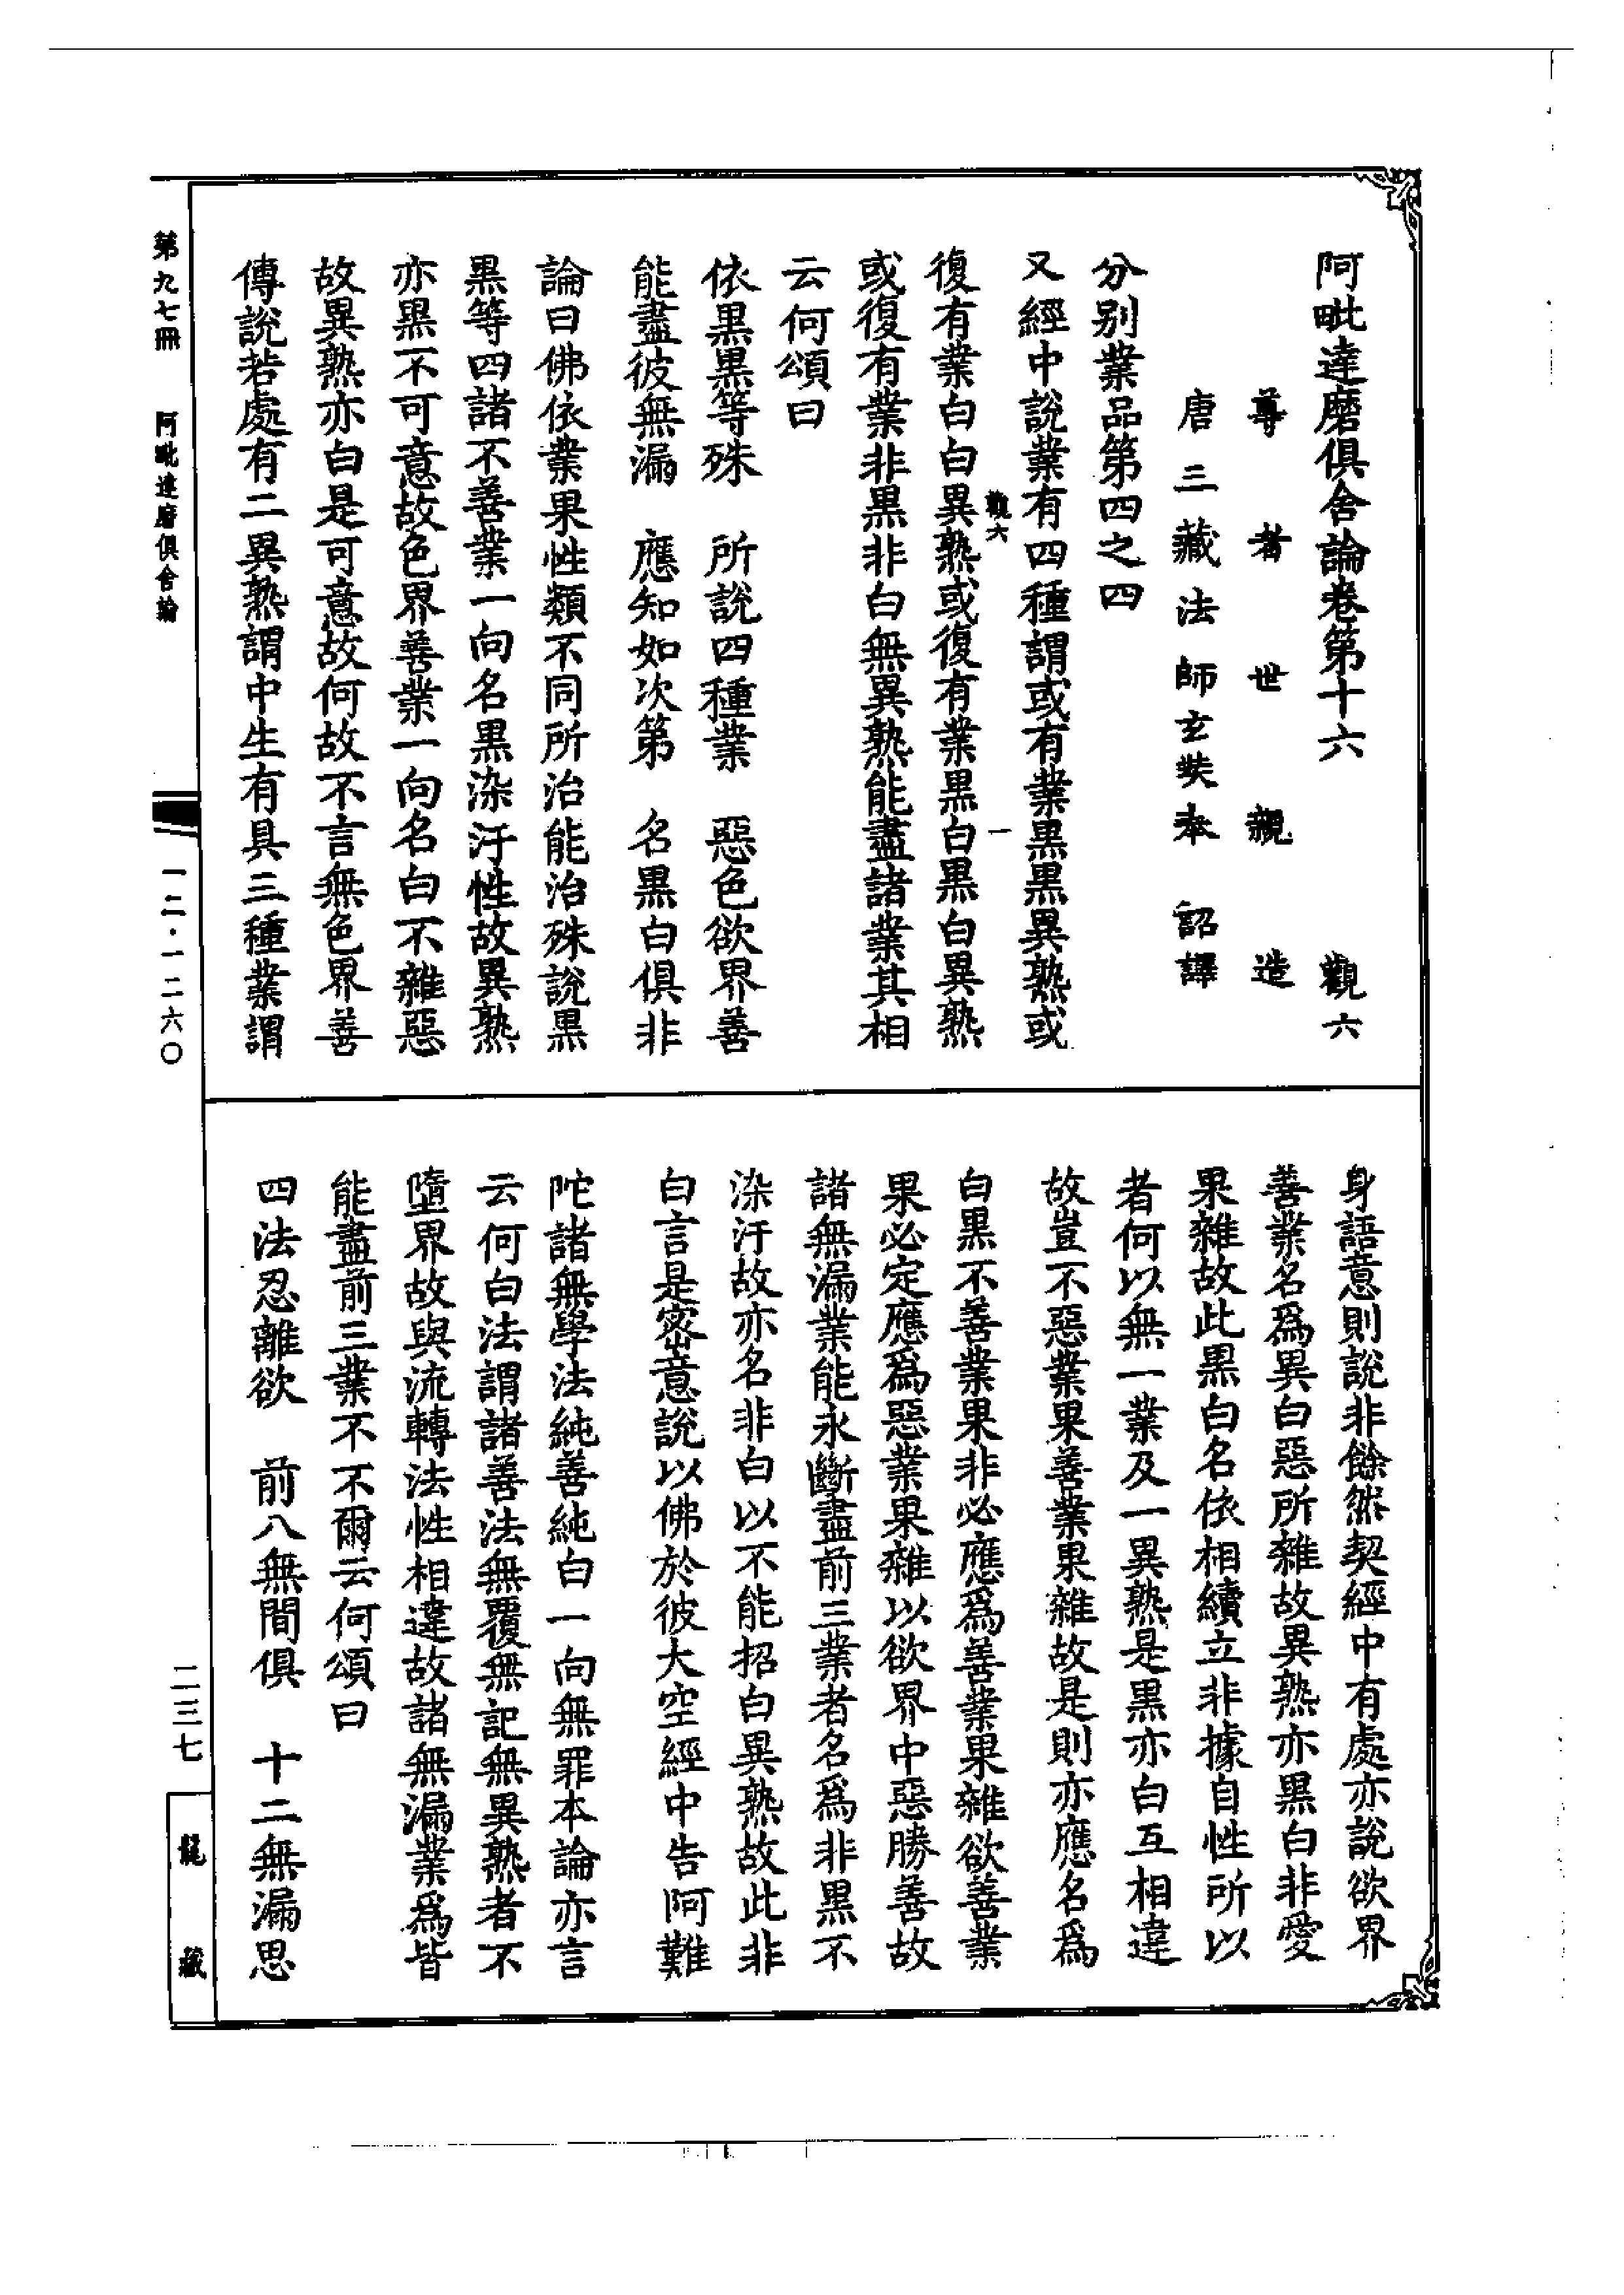 阿毗達磨俱舍論卷第十六　觀六
尊者世親造
唐三藏法師玄奘奉詔譯
分别業品第四之四
又經中說業有四種謂或有業黑黑異熟或
觀六　一
復有業白白異熟或復有業黑白黑白異熟
或復有業非黑非白無異熟能盡諸業其相
云何頌曰
依黑黑等殊　所說四種業　惡色欲界善
能盡彼無漏　應知如次第　名黑白俱非
論曰佛依業果性類不同所治能治殊說黑
黑等四諸不善業一向名黑染汙性故異熟
亦黑不可意故色界善業一向名白不雜惡
故異熟亦白是可意故何故不言無色界善
傳說若處有二異熟謂中生有具三種業謂
身語意則說非餘然契經中有處亦說欲界
善業名爲異白惡所雜故異熟亦黑白非愛
果雜故此黑白名依相續立非據自性所以
者何以無一業及一異熟是黑亦白互相違
故豈不惡業果善業果雜故是則亦應名爲
白黑不善業果非必應爲善業果雜欲善業
果必定應爲惡業果雜以欲界中惡勝善故
諸無漏業能永斷盡前三業者名爲非黑不
染汙故亦名非白以不能招白異熟故此非
白言是密意說以佛於彼大空經中告阿難
陀諸無學法純善純白一向無罪本論亦言
云何白法謂諸善法無覆無記無異熟者不
墮界故與流轉法性相違故諸無漏業爲皆
能盡前三業不不爾云何頌曰
四法忍離欲　前八無間俱　十二無漏思
第九七冊　阿毗達磨俱舍論　一二·一二六〇
二三七
龍藏